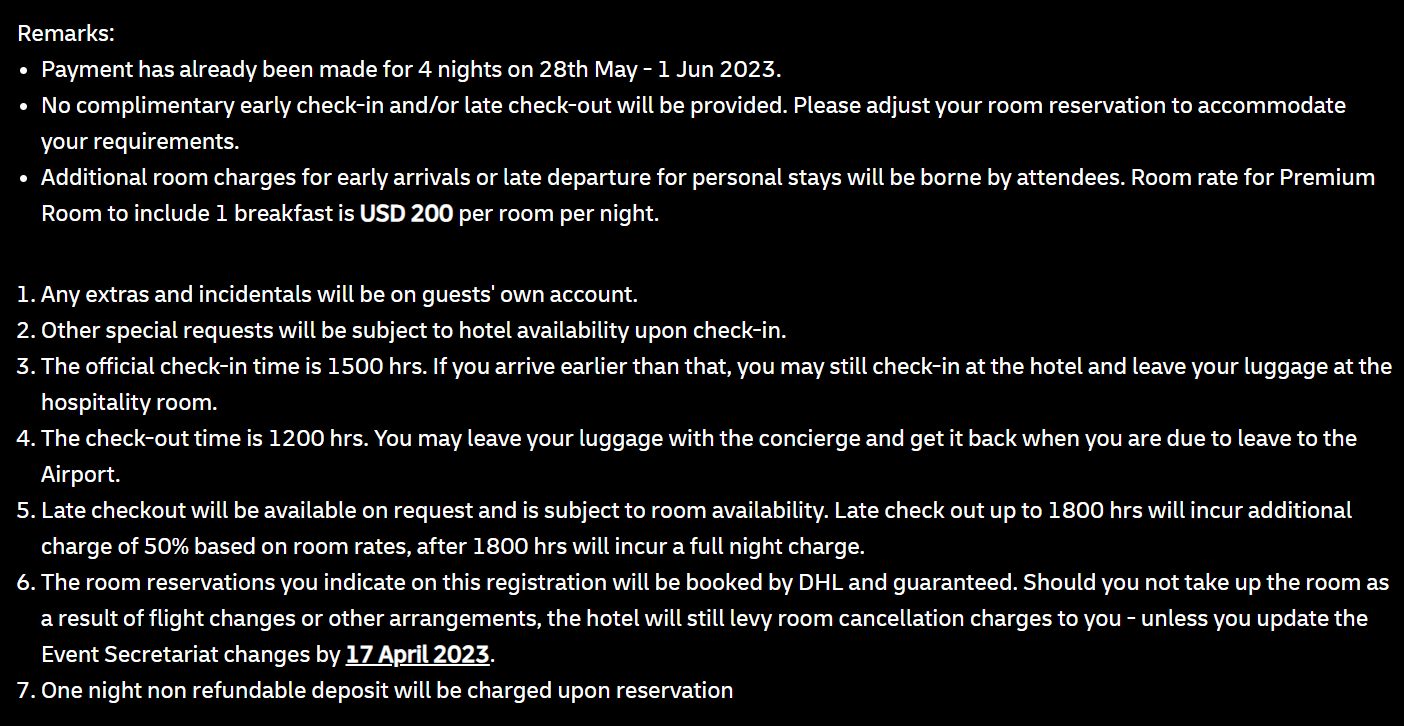 Remarks:
• Payment has already been made for 4 nights on 28th May - 1 Jun 2023.
• No complimentary early check-in and/or late check-out will be provided. Please adjust your room reservation to accommodate
your requirements.
• Additional room charges for early arrivals or late departure for personal stays will be borne by attendees. Room rate for Premium
Room to include 1 breakfast is USD 200 per room per night.
1. Any extras and incidentals will be on guests' own account.
2. Other special requests will be subject to hotel availability upon check-in.
3. The official check-in time is 1500 hrs. If you arrive earlier than that, you may still check-in at the hotel and leave your luggage at the
hospitality room.
4. The check-out time is 1200 hrs. You may leave your luggage with the concierge and get it back when you are due to leave to the
Airport.
5. Late checkout will be available on request and is subject to room availability. Late check out up to 1800 hrs will incur additional
charge of 50% based on room rates, after 1800 hrs will incur a full night charge.
6. The room reservations you indicate on this registration will be booked by DHL and guaranteed. Should you not take up the room as
a result of flight changes or other arrangements, the hotel will still levy room cancellation charges to you - unless you update the
Event Secretariat changes by 17 April 2023.
7. One night non refundable deposit will be charged upon reservation